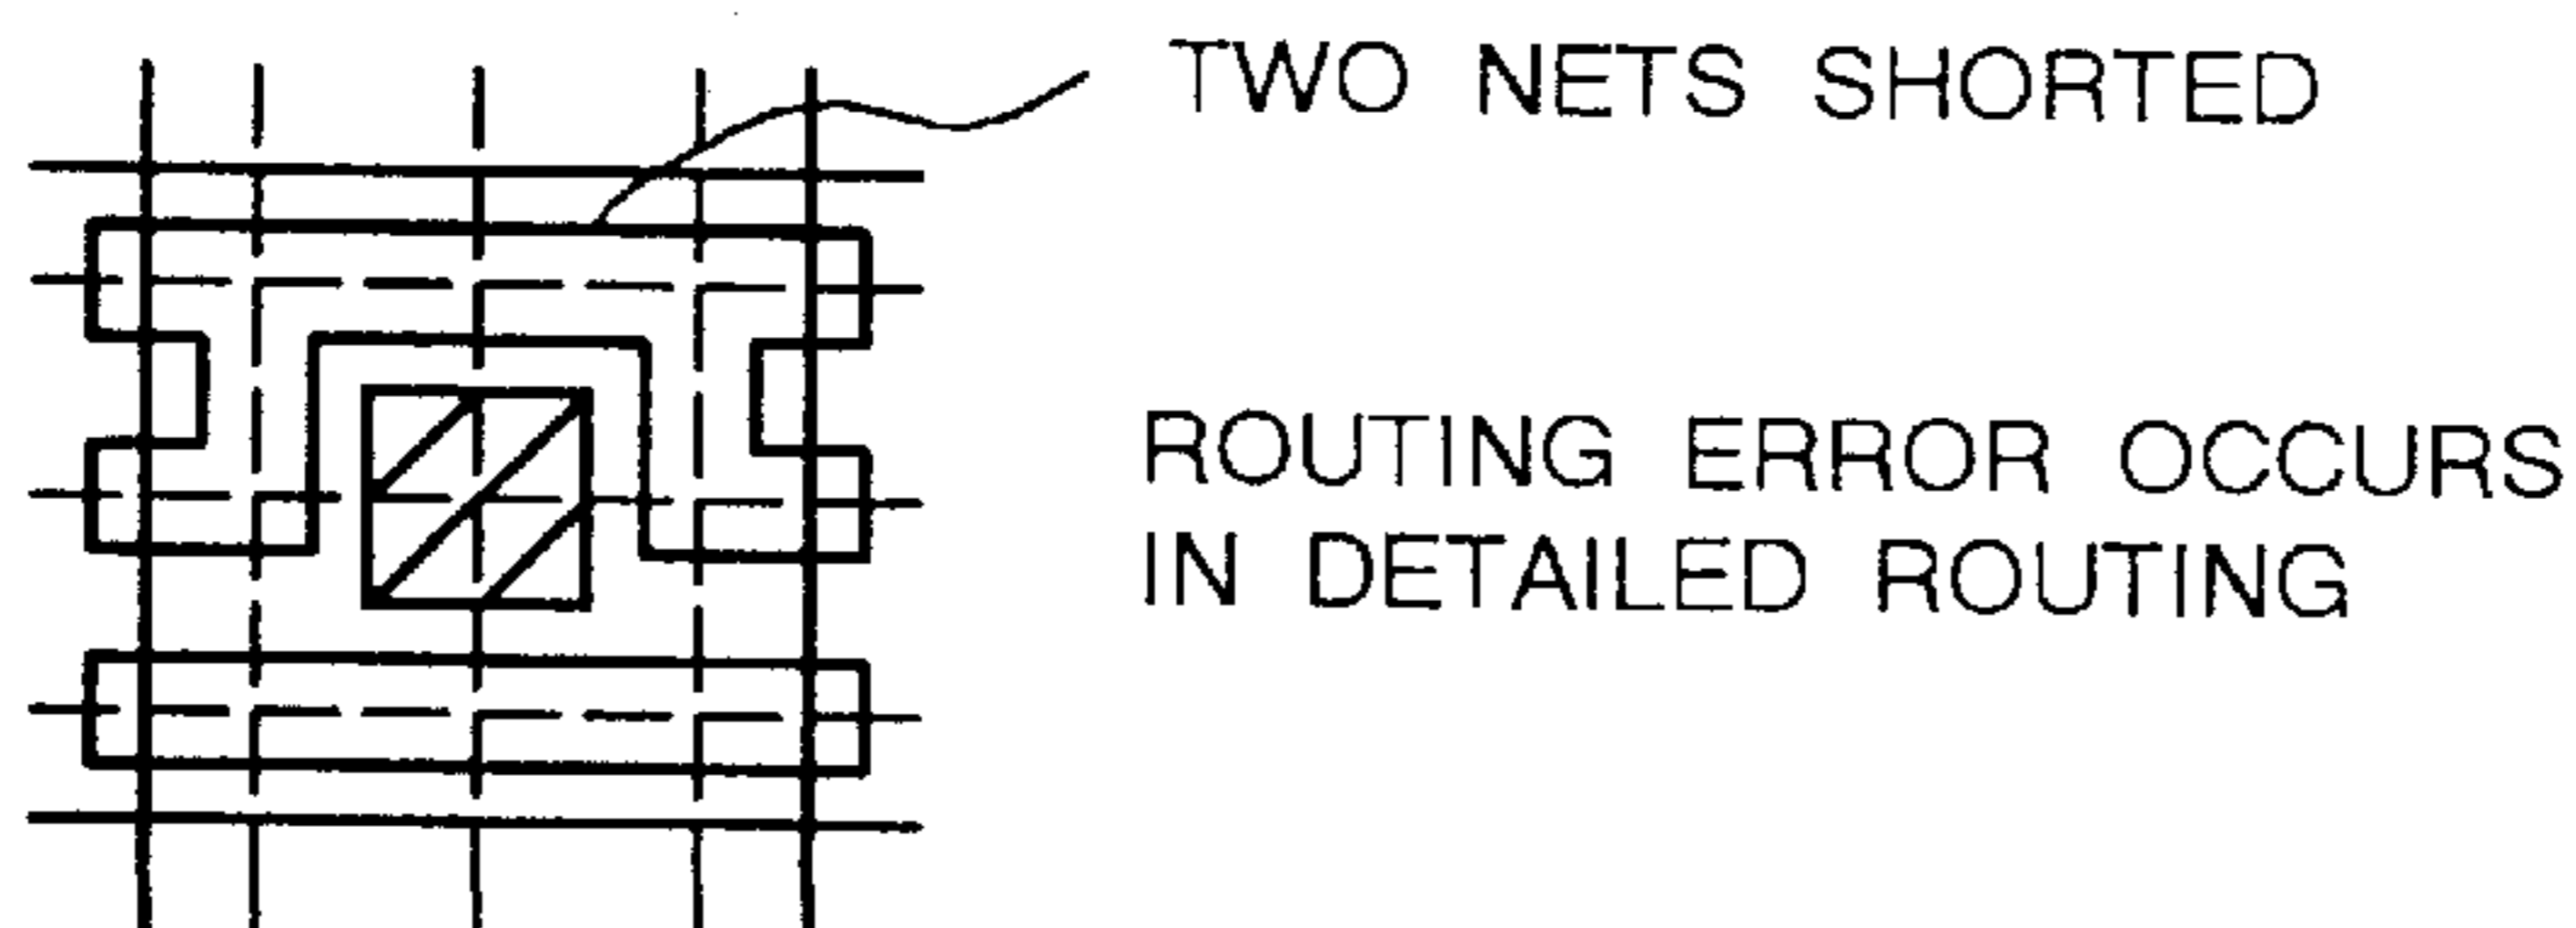 TWO NETS SHORTED
ROUTING ERROR OCCURS
IN DETAILED ROUTING